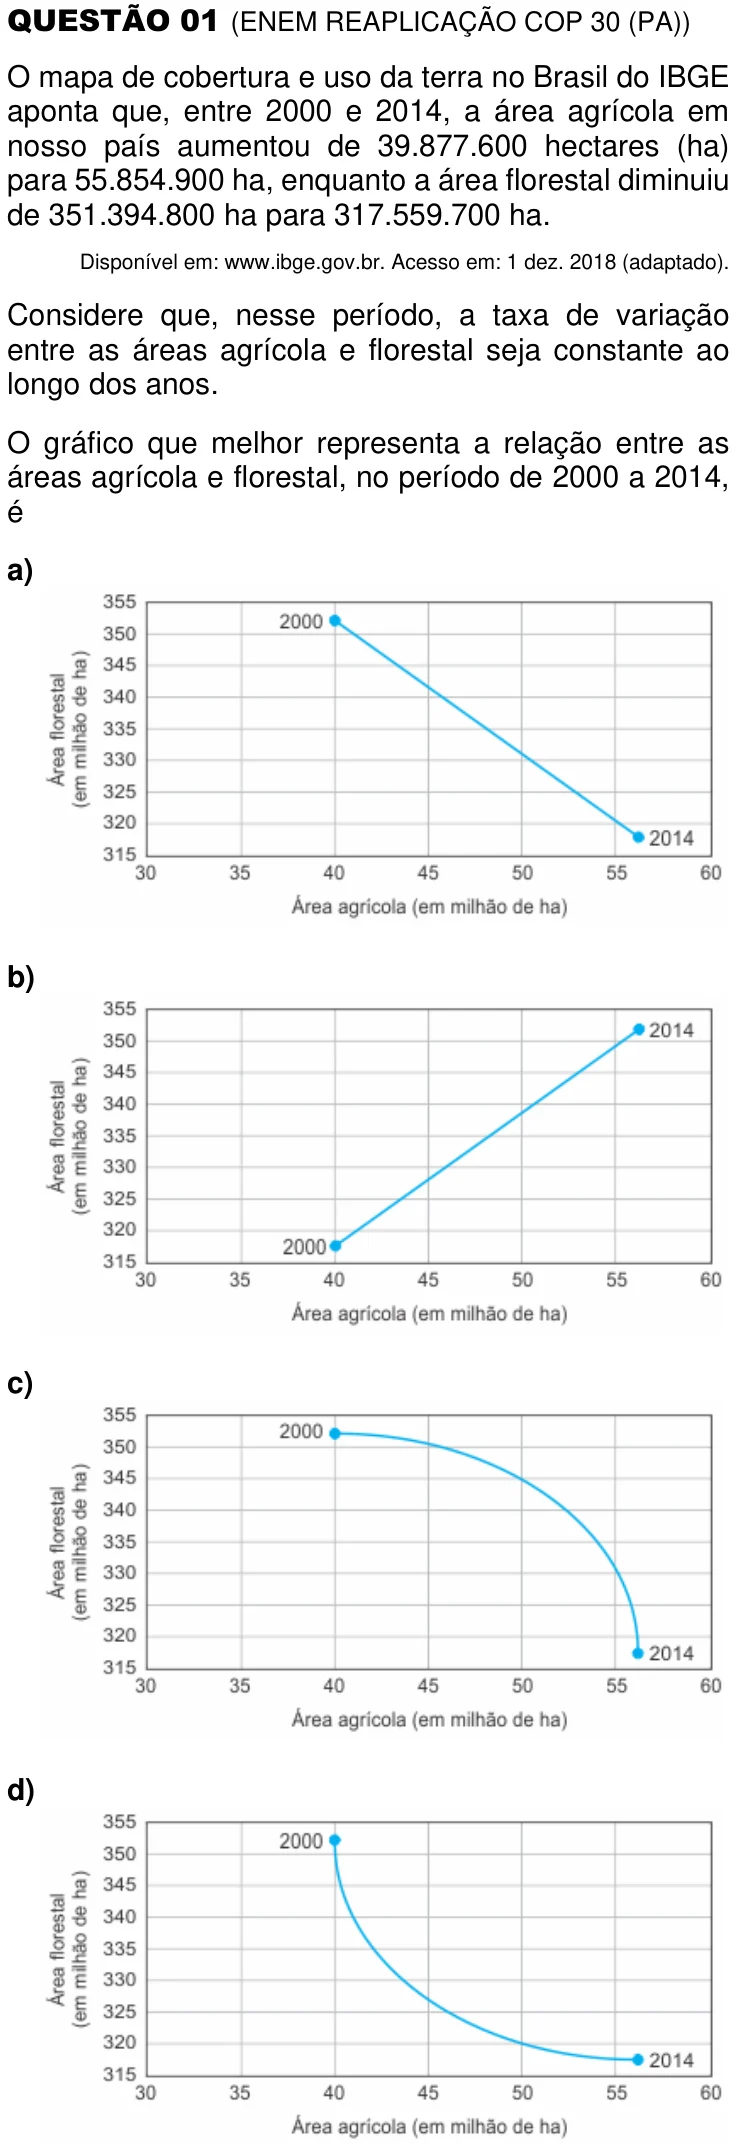 QUESTÃO 01 (ENEM REAPLICAÇÃO COP 30 (PA))
O mapa de cobertura e uso da terra no Brasil do IBGE
aponta que, entre 2000 e 2014, a área agrícola em
nosso país aumentou de 39.877.600 hectares (ha)
para 55.854.900 ha, enquanto a área florestal diminuiu
de 351.394.800 ha para 317.559.700 ha.
Disponível em: www.ibge.gov.br. Acesso em: 1 dez. 2018 (adaptado).
Considere que, nesse período, a taxa de variação
entre as áreas agrícola e florestal seja constante ao
longo dos anos.
O gráfico que melhor representa a relação entre as
áreas agrícola e florestal, no período de 2000 a 2014,
é
a)
Área florestal
(em milhão de ha)
355
350
345
340
335
330
325
320
315
2000
2014
30 35 40 45 50 55 60
Área agrícola (em milhão de ha)
b)
Área florestal
(em milhão de ha)
355
350
345
340
335
330
325
320
315
2014
2000
30 35 40 45 50 55 60
Área agrícola (em milhão de ha)
c)
Área florestal
(em milhão de ha)
355
350
345
340
335
330
325
320
315
2000
2014
30 35 40 45 50 55 60
Área agrícola (em milhão de ha)
d)
Área florestal
(em milhão de ha)
355
350
345
340
335
330
325
320
315
2000
2014
30 35 40 45 50 55 60
Área agrícola (em milhão de ha)